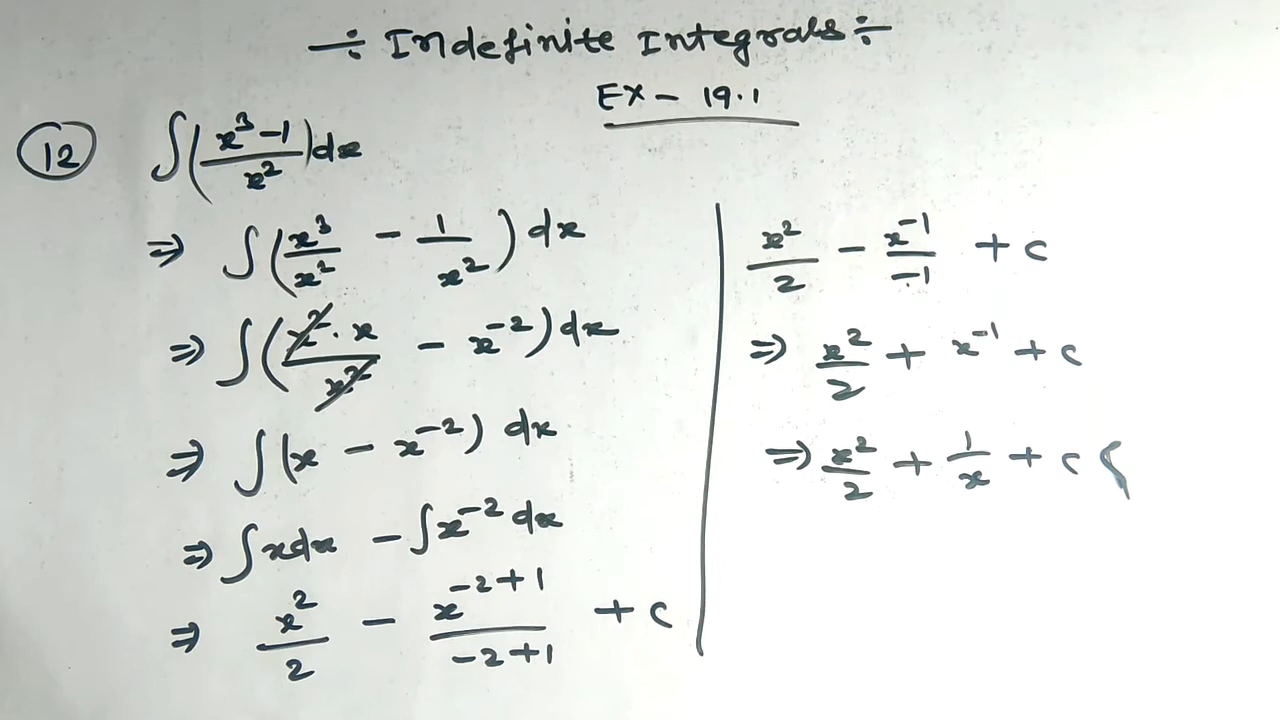 ÷ Indefinite Integrals ÷
EX - 19.1
(12) ∫(x³-1/x²)dx
⇒ ∫(x³/x² - 1/x²) dx
⇒ ∫(x²·x/x² - x⁻²) dx
⇒ ∫(x - x⁻²) dx
⇒ ∫xdx - ∫x⁻² dx
⇒ x²/2 - x⁻²⁺¹/-2+1 + c
x²/2 - x⁻¹/-1 + c
⇒ x²/2 + x⁻¹ + c
⇒ x²/2 + 1/x + c